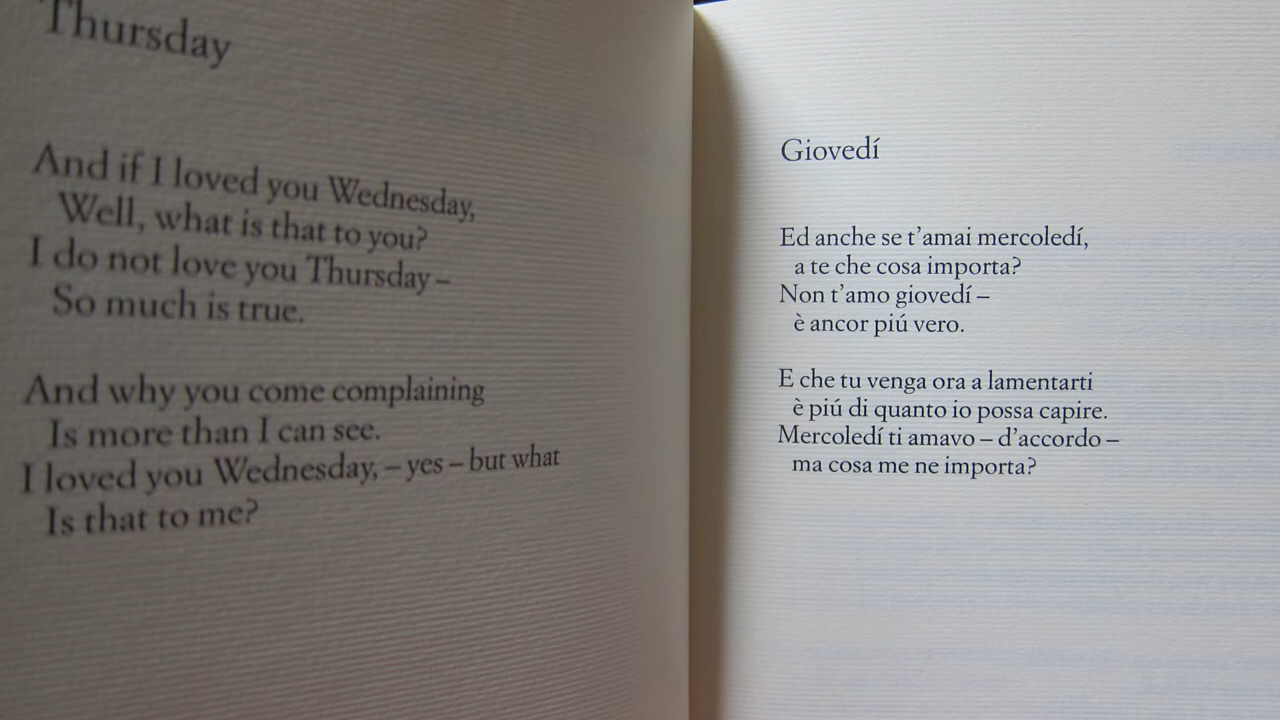 Thursday
And if I loved you Wednesday,
Well, what is that to you?
I do not love you Thursday –
So much is true.
And why you come complaining
Is more than I can see.
I loved you Wednesday, – yes – but what
Is that to me?
Giovedí
Ed anche se t’amai mercoledí,
a te che cosa importa?
Non t’amo giovedí –
è ancor piú vero.
E che tu venga ora a lamentarti
è piú di quanto io possa capire.
Mercoledí ti amavo – d’accordo –
ma cosa me ne importa?